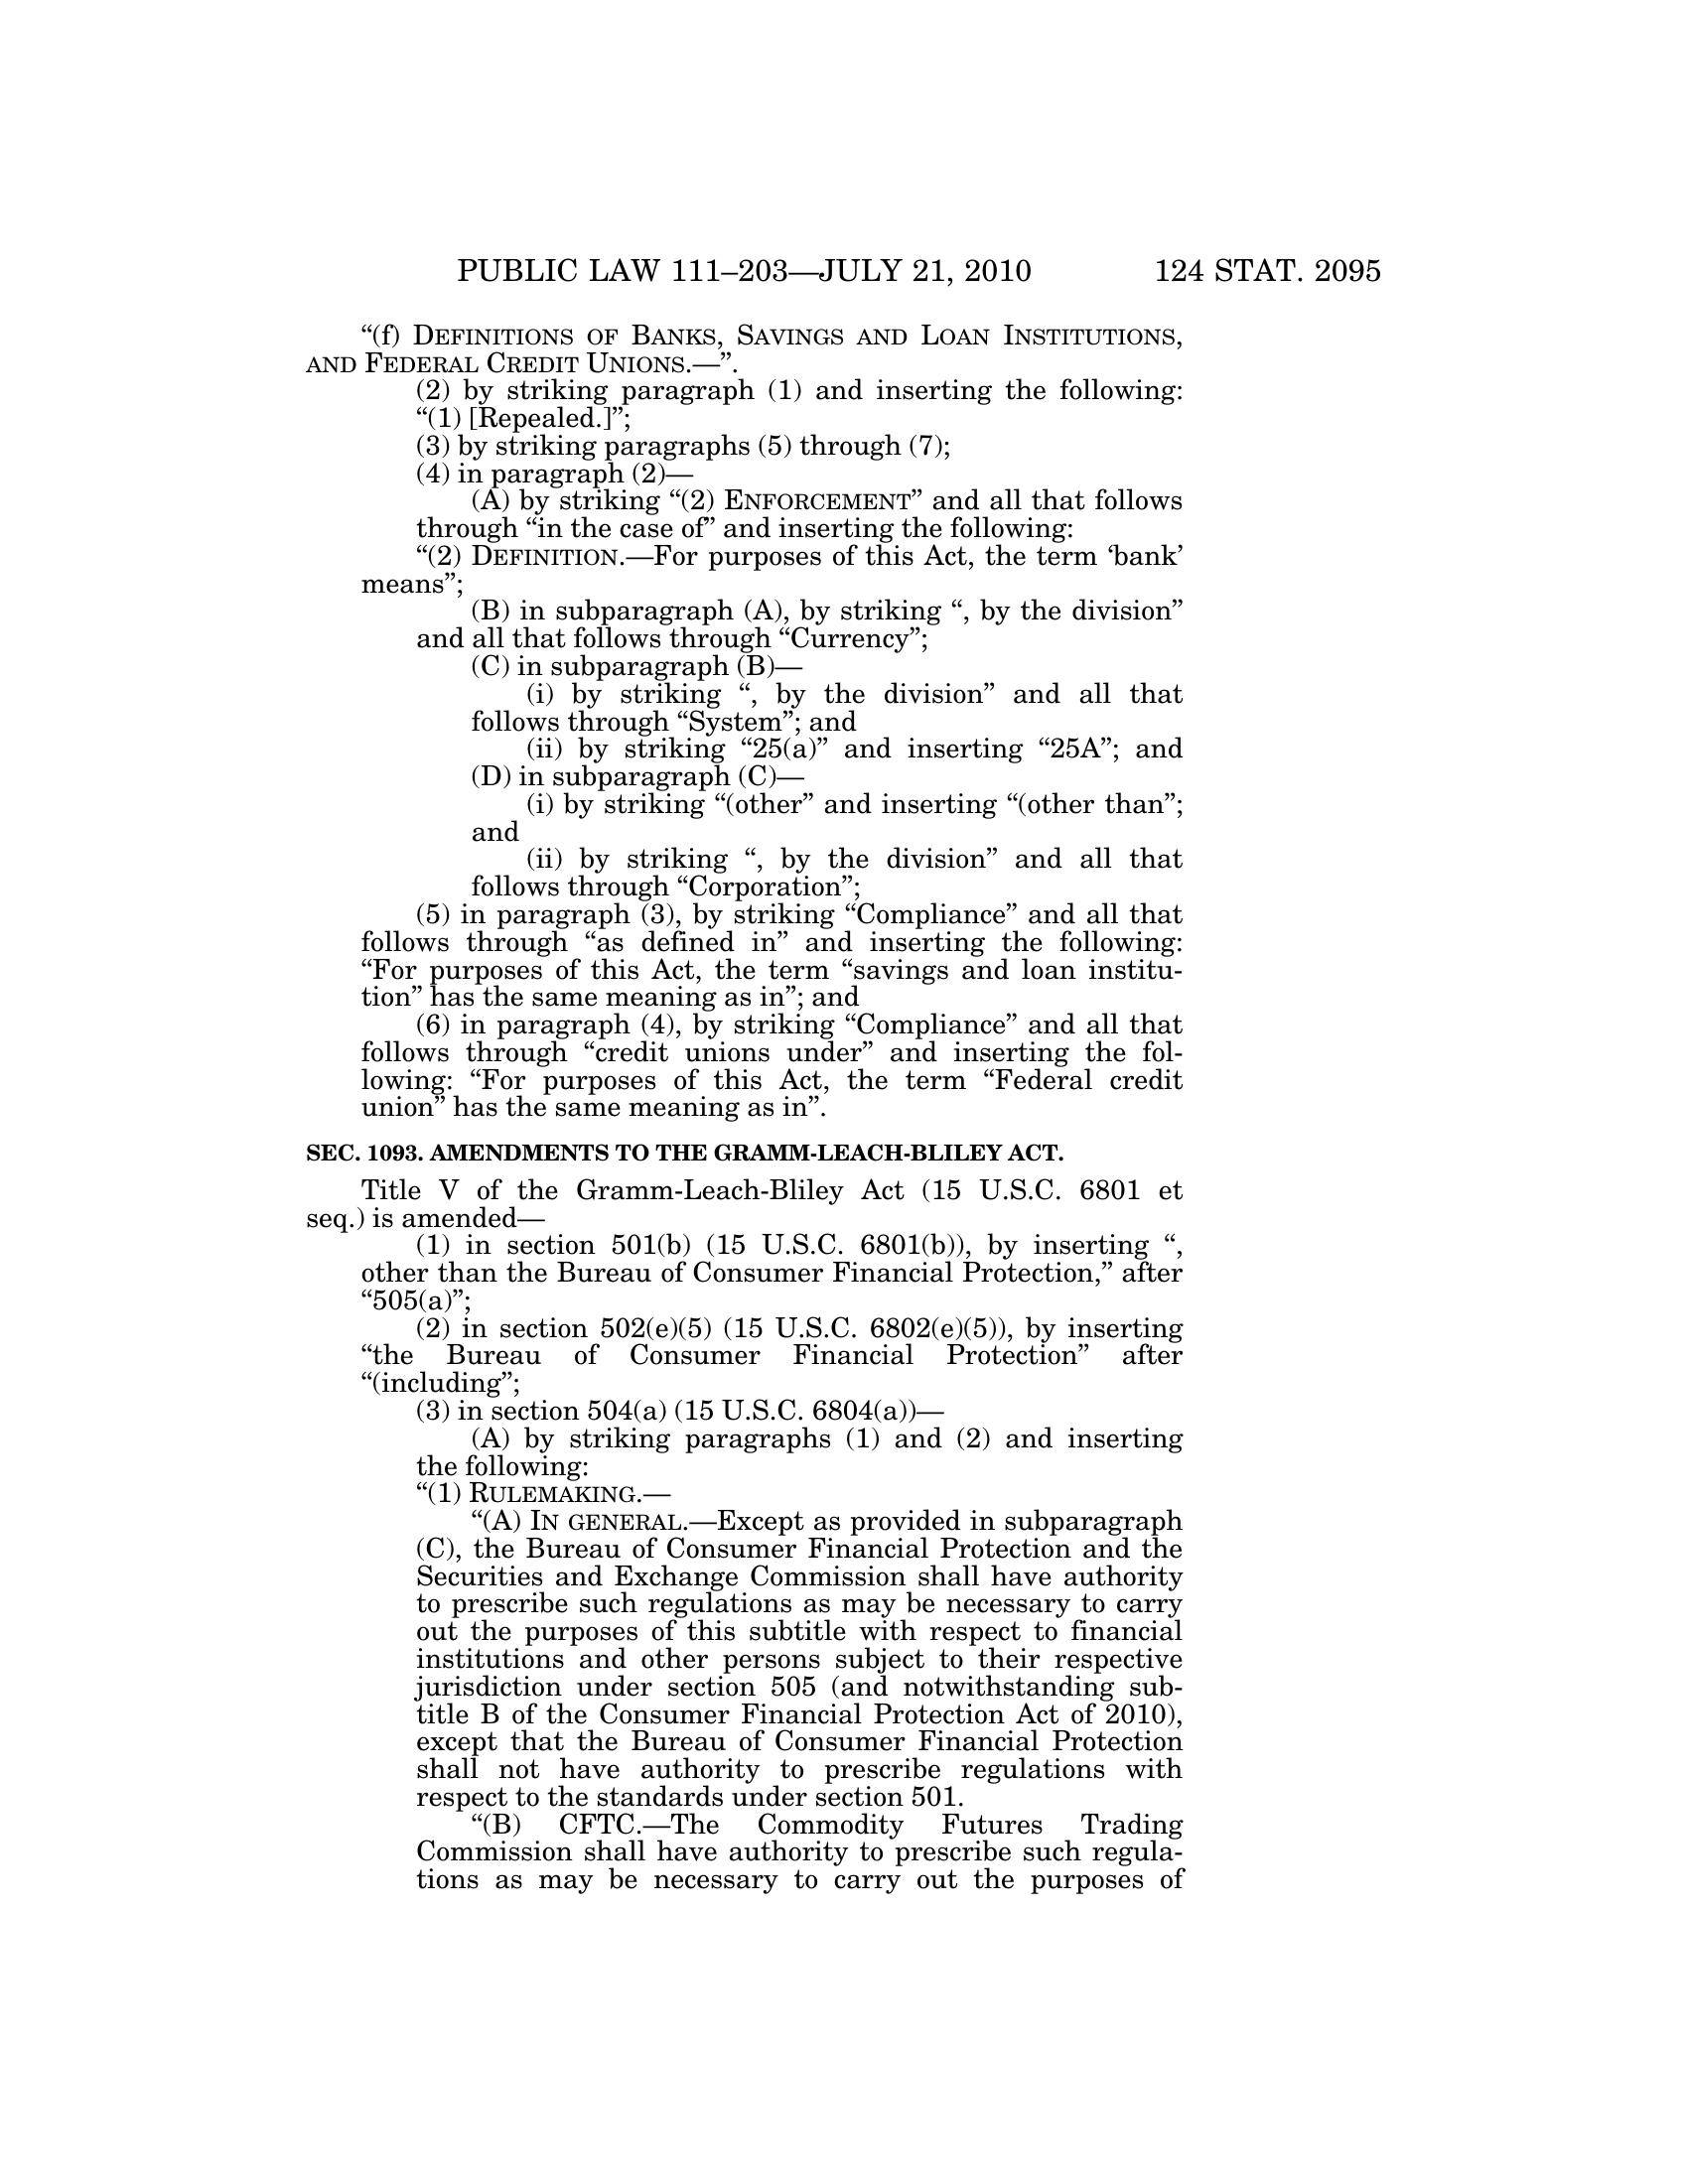 PUBLIC LAW 111–203—JULY 21, 2010 124 STAT. 2095
“(f) DEFINITIONS OF BANKS, SAVINGS AND LOAN INSTITUTIONS,
AND FEDERAL CREDIT UNIONS.—”.
(2) by striking paragraph (1) and inserting the following:
“(1) [Repealed.]”;
(3) by striking paragraphs (5) through (7);
(4) in paragraph (2)—
(A) by striking “(2) ENFORCEMENT” and all that follows
through “in the case of” and inserting the following:
“(2) DEFINITION.—For purposes of this Act, the term ‘bank’
means”;
(B) in subparagraph (A), by striking “, by the division”
and all that follows through “Currency”;
(C) in subparagraph (B)—
(i) by striking “, by the division” and all that
follows through “System”; and
(ii) by striking “25(a)” and inserting “25A”; and
(D) in subparagraph (C)—
(i) by striking “(other” and inserting “(other than”;
and
(ii) by striking “, by the division” and all that
follows through “Corporation”;
(5) in paragraph (3), by striking “Compliance” and all that
follows through “as defined in” and inserting the following:
“For purposes of this Act, the term “savings and loan institu-
tion” has the same meaning as in”; and
(6) in paragraph (4), by striking “Compliance” and all that
follows through “credit unions under” and inserting the fol-
lowing: “For purposes of this Act, the term “Federal credit
union” has the same meaning as in”.
SEC. 1093. AMENDMENTS TO THE GRAMM-LEACH-BLILEY ACT.
Title V of the Gramm-Leach-Bliley Act (15 U.S.C. 6801 et
seq.) is amended—
(1) in section 501(b) (15 U.S.C. 6801(b)), by inserting “,
other than the Bureau of Consumer Financial Protection,” after
“505(a)”;
(2) in section 502(e)(5) (15 U.S.C. 6802(e)(5)), by inserting
“the Bureau of Consumer Financial Protection” after
“(including”;
(3) in section 504(a) (15 U.S.C. 6804(a))—
(A) by striking paragraphs (1) and (2) and inserting
the following:
“(1) RULEMAKING.—
“(A) IN GENERAL.—Except as provided in subparagraph
(C), the Bureau of Consumer Financial Protection and the
Securities and Exchange Commission shall have authority
to prescribe such regulations as may be necessary to carry
out the purposes of this subtitle with respect to financial
institutions and other persons subject to their respective
jurisdiction under section 505 (and notwithstanding sub-
title B of the Consumer Financial Protection Act of 2010),
except that the Bureau of Consumer Financial Protection
shall not have authority to prescribe regulations with
respect to the standards under section 501.
“(B) CFTC.—The Commodity Futures Trading
Commission shall have authority to prescribe such regula-
tions as may be necessary to carry out the purposes of